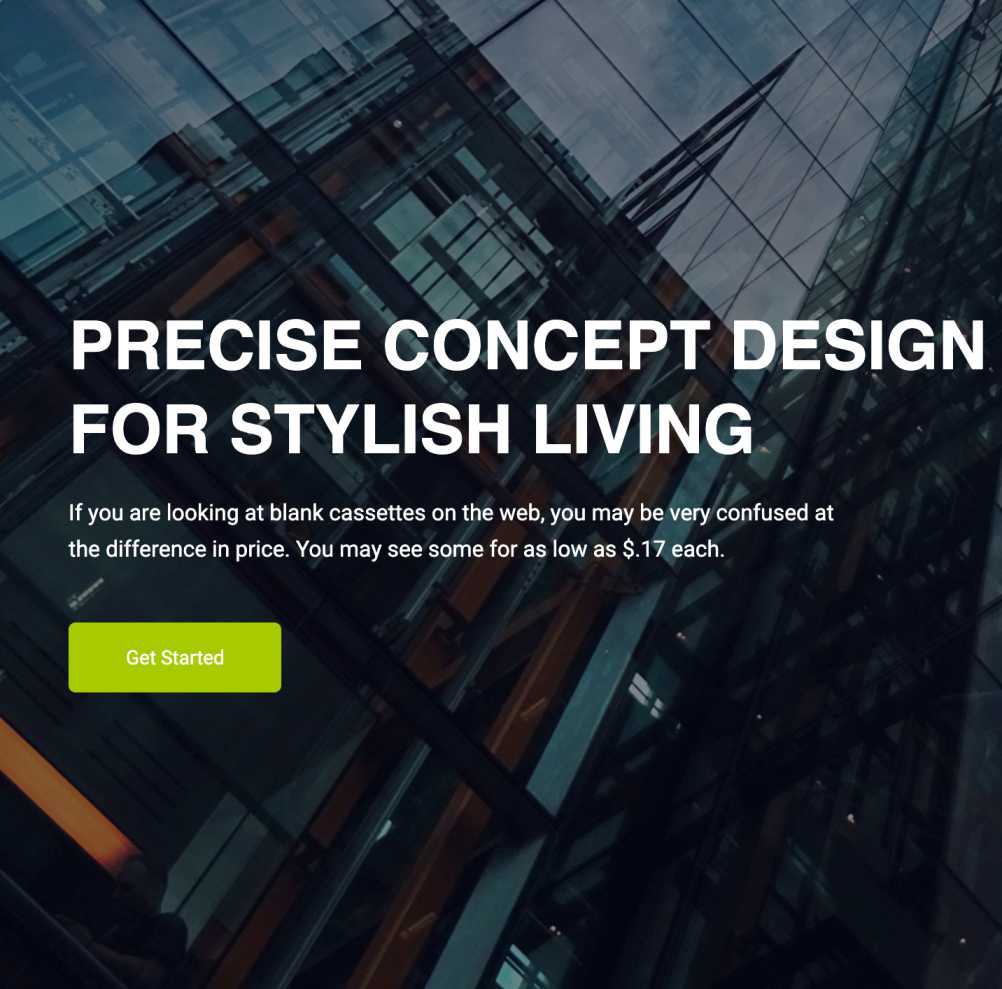 PRECISE CONCEPT DESIGN
FOR STYLISH LIVING
If you are looking at blank cassettes on the web, you may be very confused at
the difference in price. You may see some for as low as $.17 each.
Get Started